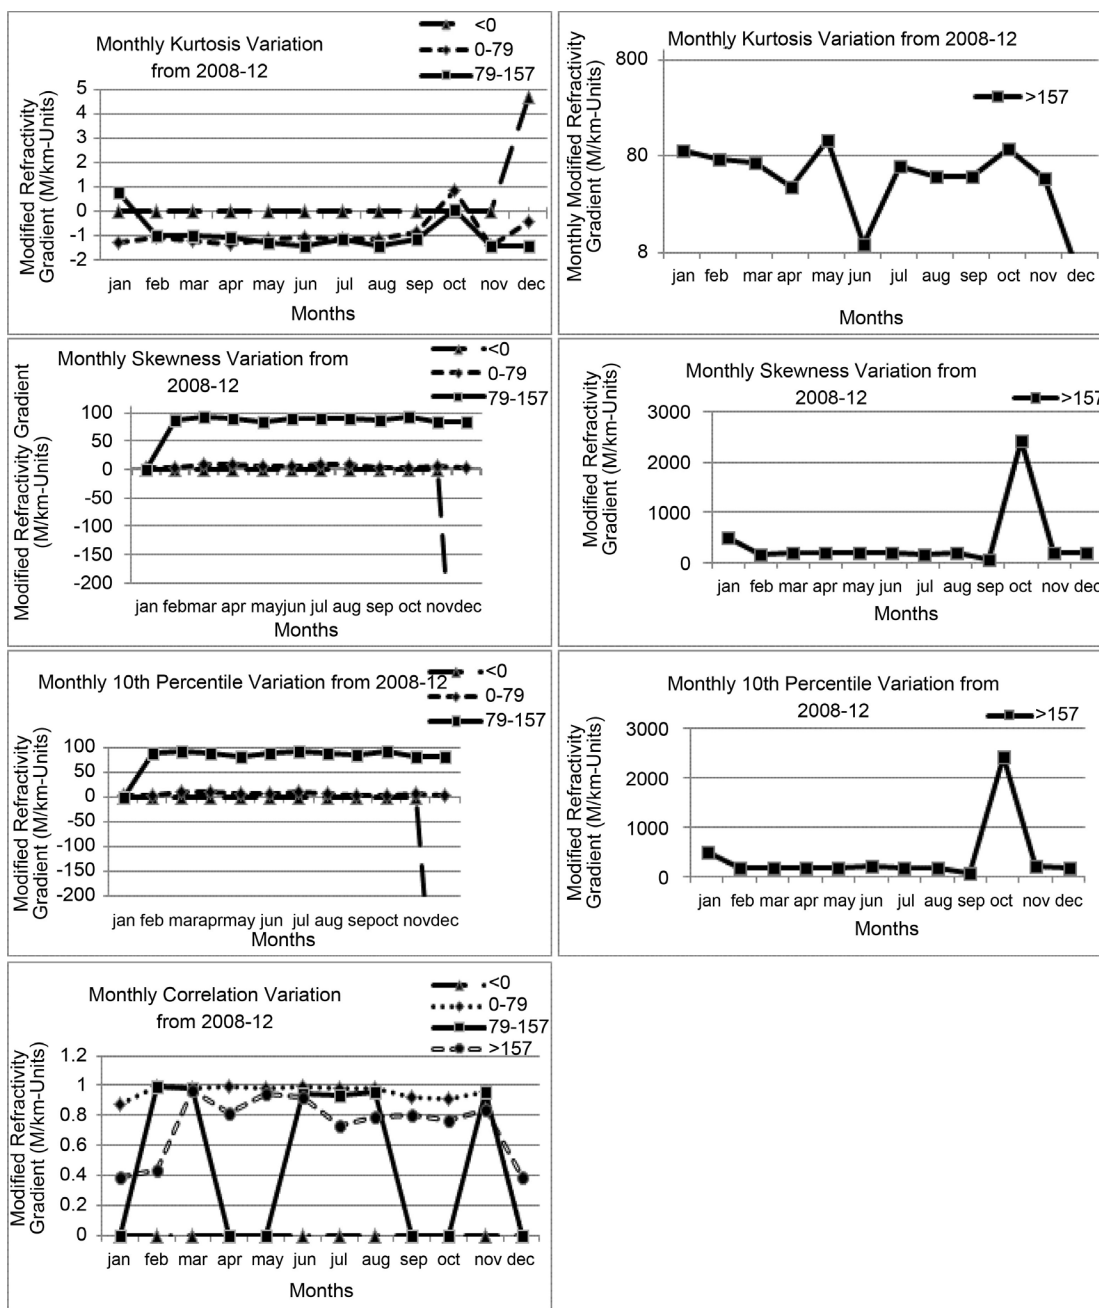 Monthly Kurtosis Variation
from 2008-12
<0
0-79
79-157
Modified Refractivity
Gradient (M/km-Units)
5
4
3
2
1
0
-1
-2
jan feb mar apr may jun jul aug sep oct nov dec
Months
Monthly Kurtosis Variation from 2008-12
>157
Monthly Modified Refractivity
Gradient (M/km-Units)
800
80
8
jan feb mar apr may jun jul aug sep oct nov dec
Months
Monthly Skewness Variation from
2008-12
<0
0-79
79-157
Modified Refractivity Gradient
(M/km-Units)
100
50
0
-50
-100
-150
-200
jan febmar apr mayjun jul aug sep oct novdec
Months
Monthly Skewness Variation from
2008-12
>157
Modified Refractivity
Gradient (M/km-Units)
3000
2000
1000
0
jan feb mar apr may jun jul aug sep oct nov dec
Months
Monthly 10th Percentile Variation from 2008-12
<0
0-79
79-157
Modified Refractivity
Gradient (M/km-Units)
100
50
0
-50
-100
-150
-200
jan feb maraprmay jun jul aug sepoct novdec
Months
Monthly 10th Percentile Variation from
2008-12
>157
Modified Refractivity
Gradient (M/km-Units)
3000
2000
1000
0
jan feb mar apr may jun jul aug sep oct nov dec
Months
Monthly Correlation Variation
from 2008-12
<0
0-79
79-157
>157
Modified Refractivity
Gradient (M/km-Units)
1.2
1
0.8
0.6
0.4
0.2
0
jan feb mar apr may jun jul aug sep oct nov dec
Months